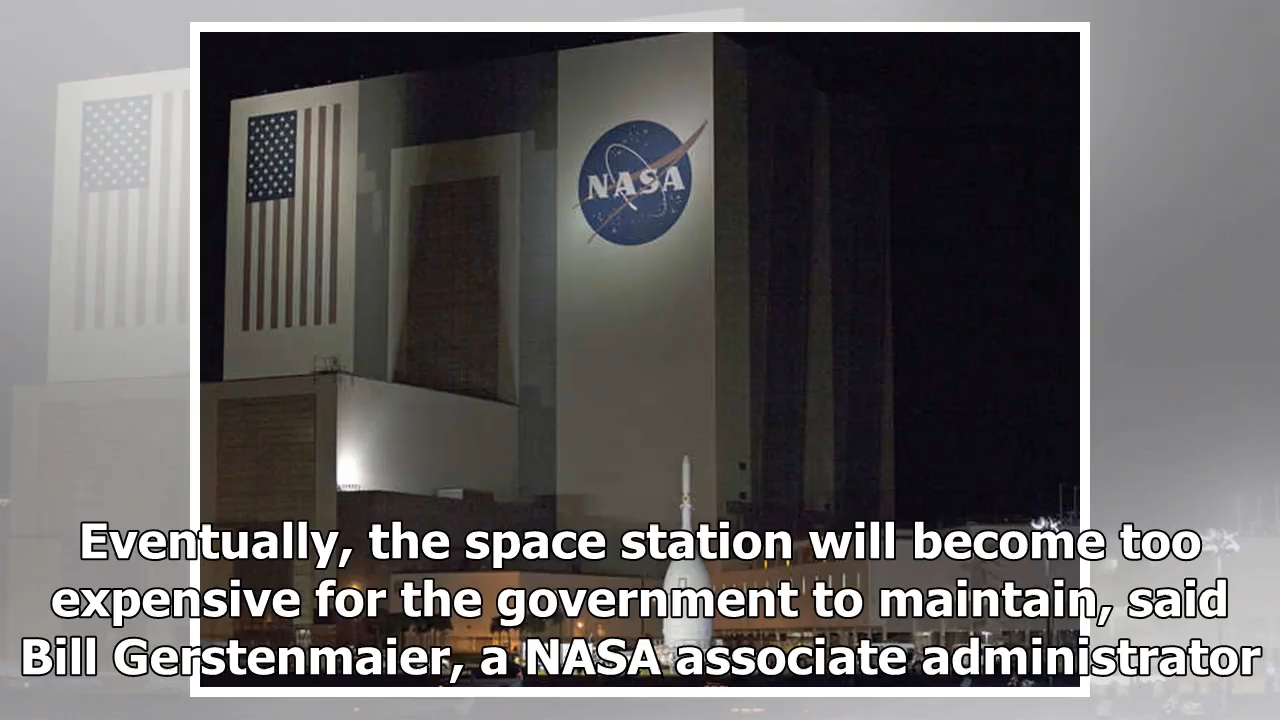 NASA
Eventually, the space station will become too
expensive for the government to maintain, said
Bill Gerstenmaier, a NASA associate administrator